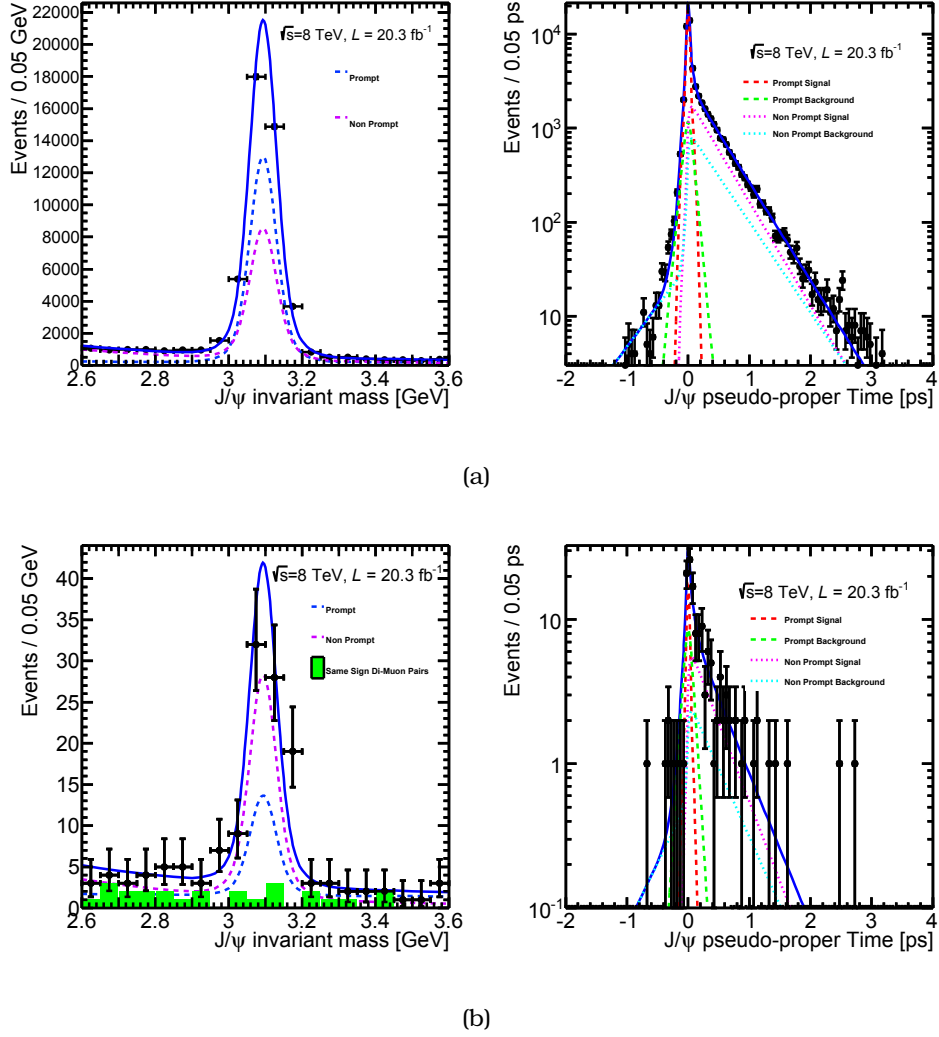 Events / 0.05 GeV
22000
20000
18000
16000
14000
12000
10000
8000
6000
4000
2000
0
√s=8 TeV, L = 20.3 fb⁻¹
Prompt
Non Prompt
2.6 2.8 3 3.2 3.4 3.6
J/ψ invariant mass [GeV]
Events / 0.05 ps
10⁴
10³
10²
10
√s=8 TeV, L = 20.3 fb⁻¹
Prompt Signal
Prompt Background
Non Prompt Signal
Non Prompt Background
-2 -1 0 1 2 3 4
J/ψ pseudo-proper Time [ps]
(a)
Events / 0.05 GeV
40
35
30
25
20
15
10
5
0
√s=8 TeV, L = 20.3 fb⁻¹
Prompt
Non Prompt
Same Sign Di-Muon Pairs
2.6 2.8 3 3.2 3.4 3.6
J/ψ invariant mass [GeV]
Events / 0.05 ps
10
1
10⁻¹
√s=8 TeV, L = 20.3 fb⁻¹
Prompt Signal
Prompt Background
Non Prompt Signal
Non Prompt Background
-2 -1 0 1 2 3 4
J/ψ pseudo-proper Time [ps]
(b)